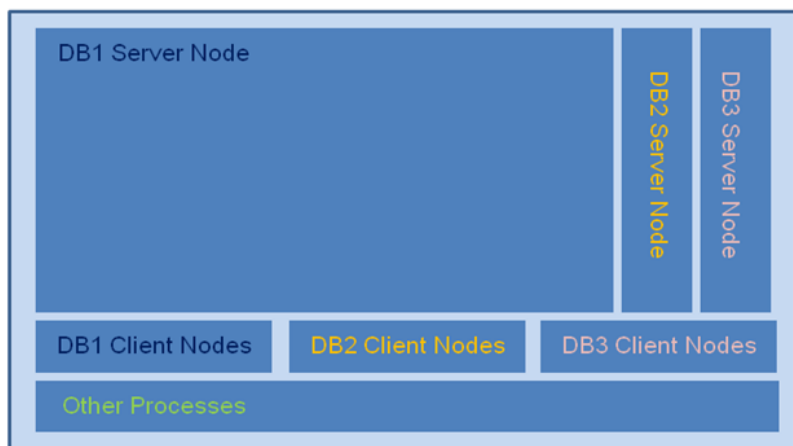 DB1 Server Node
DB2 Server Node
DB3 Server Node
DB1 Client Nodes
DB2 Client Nodes
DB3 Client Nodes
Other Processes